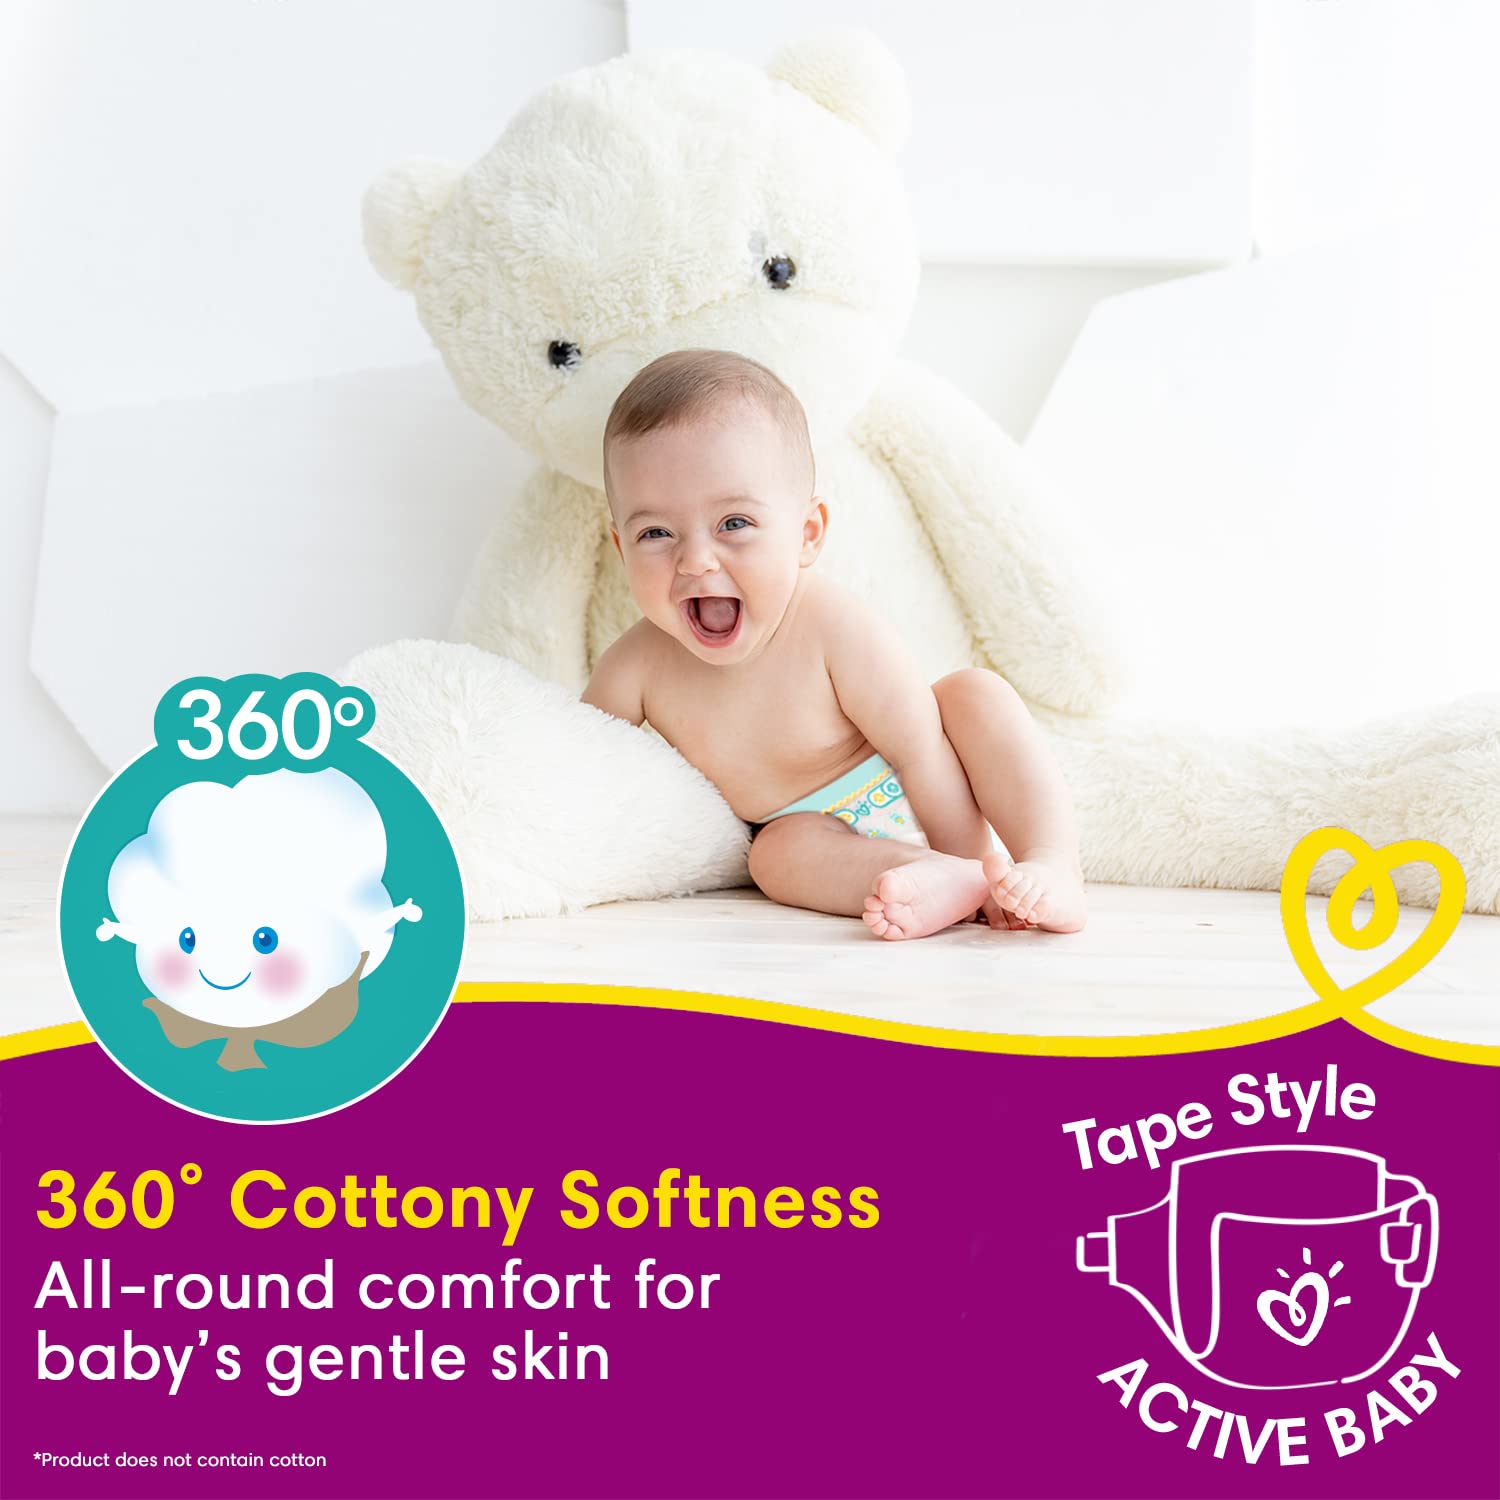 360°
360° Cottony Softness
All-round comfort for
baby's gentle skin
*Product does not contain cotton
Tape Style
ACTIVE BABY